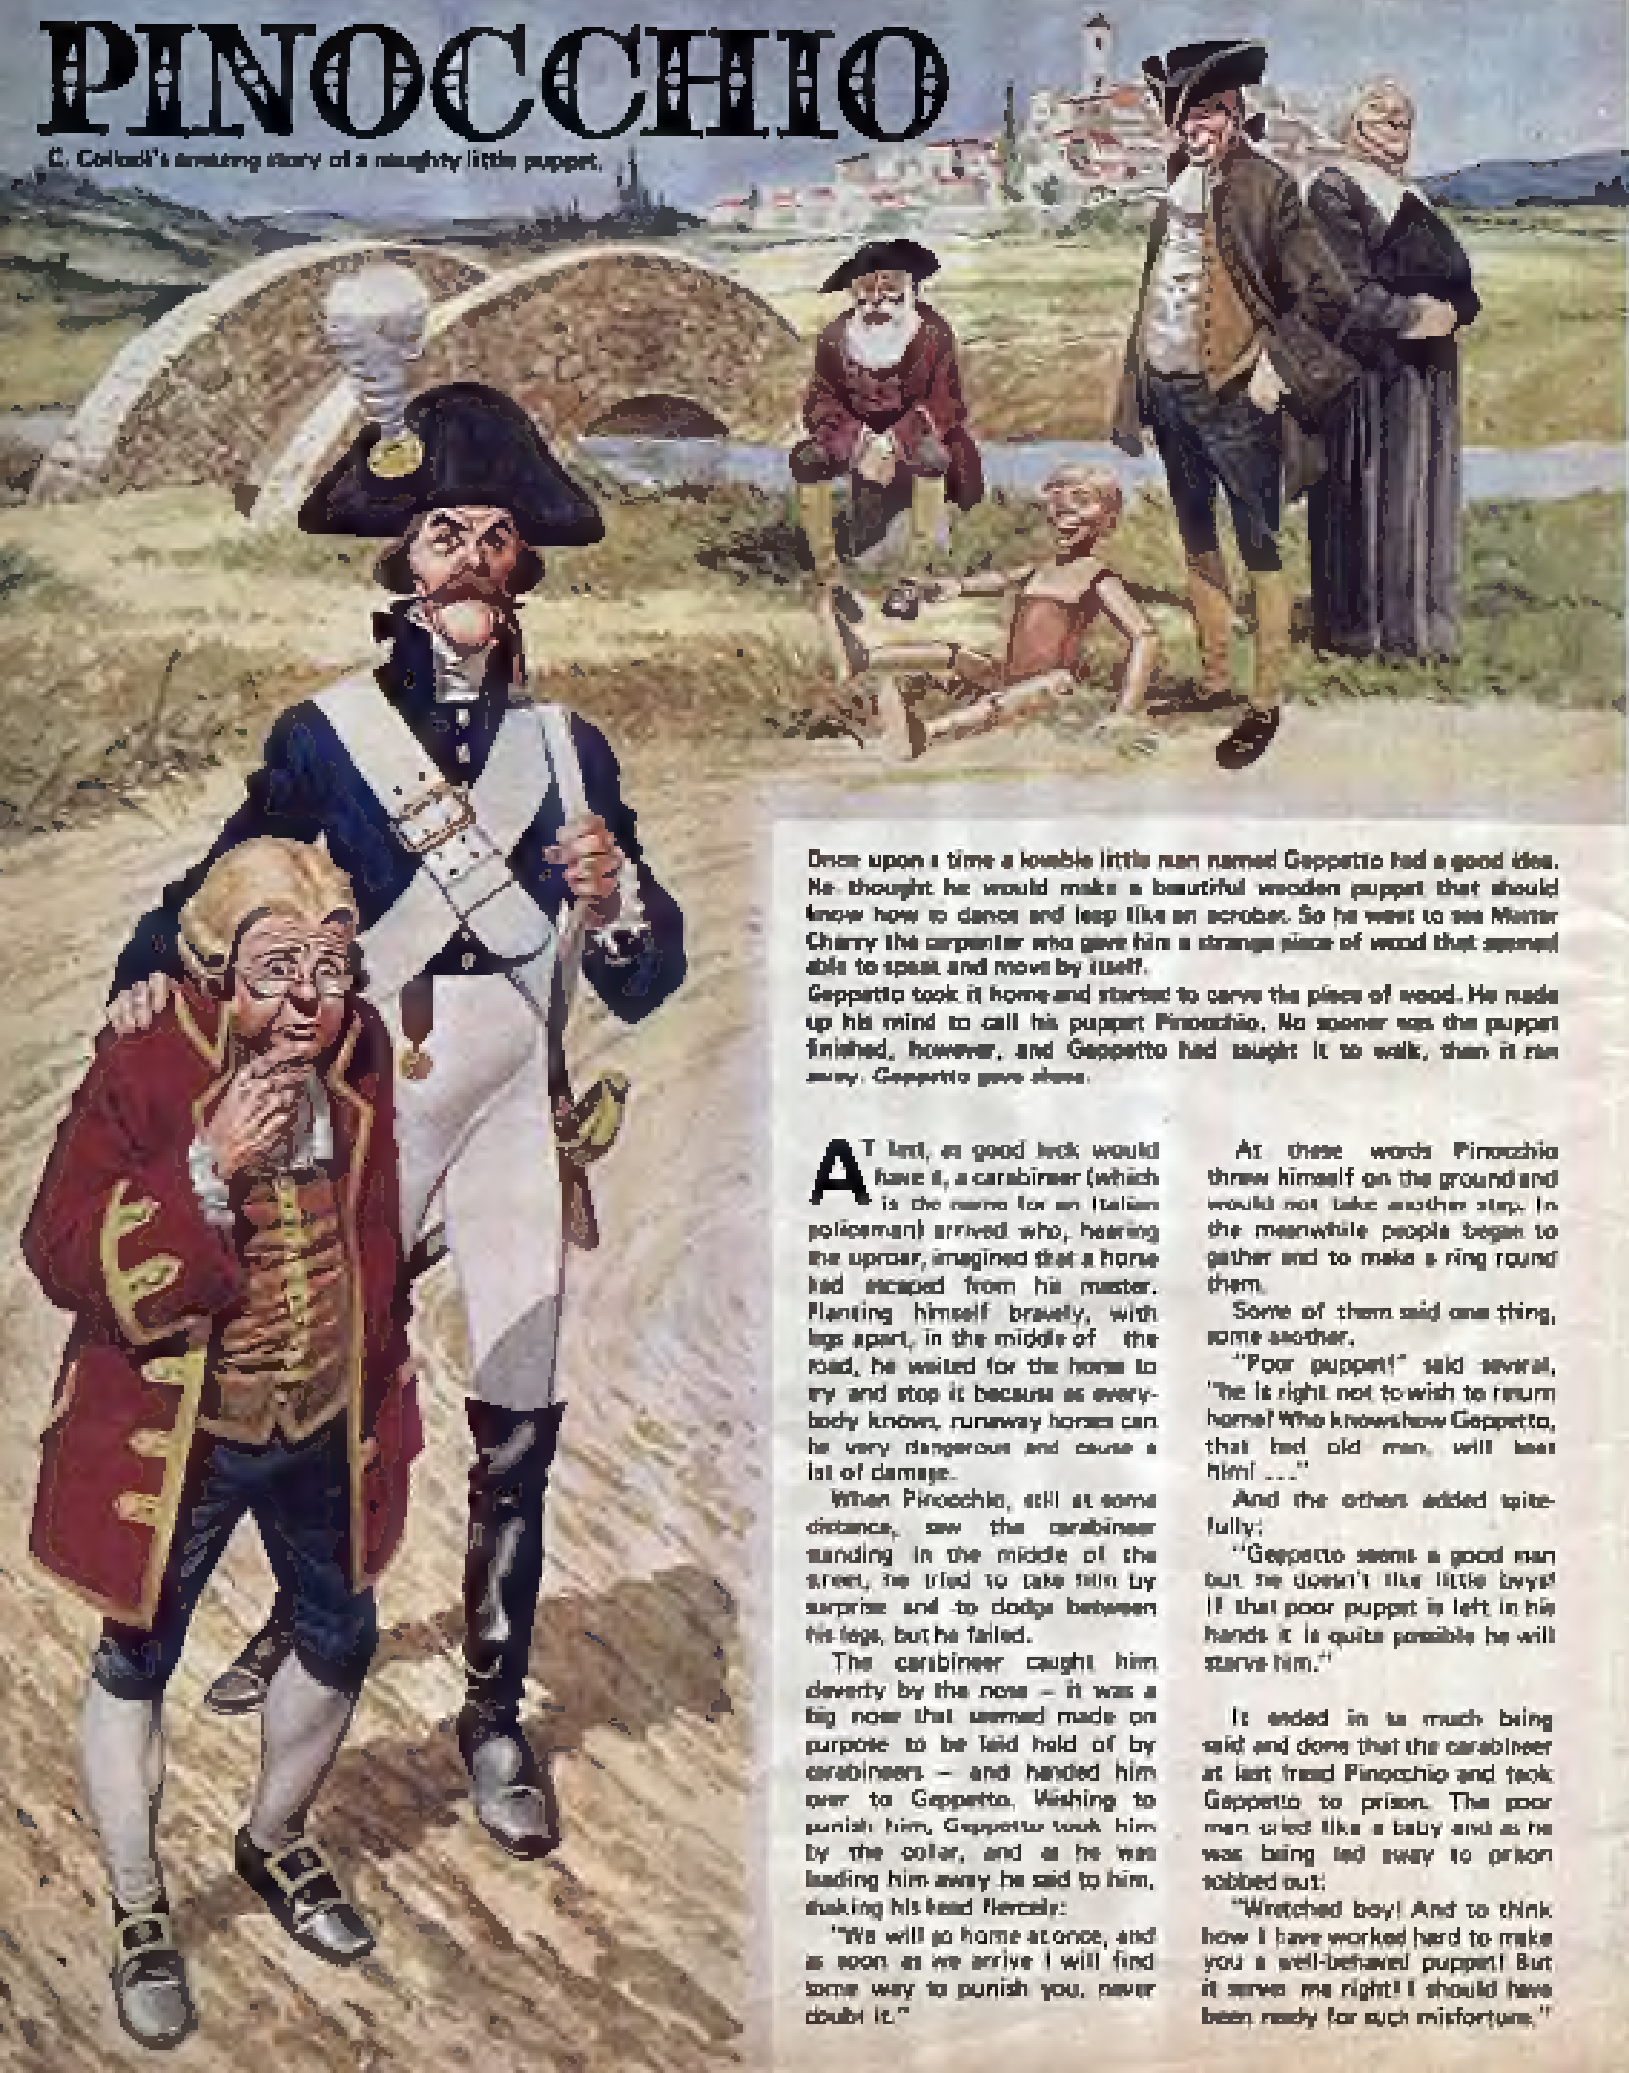 PINOCCHIO
C. Collodi's amazing story of a naughty little puppet.
Once upon a time a lovable little man named Geppetto had a good idea.
He thought he would make a beautiful wooden puppet that should
know how to dance and leap like an acrobat. So he went to see Master
Cherry the carpenter who gave him a strange piece of wood that seemed
able to speak and move by itself.
Geppetto took it home and started to carve the piece of wood. He made
up his mind to call his puppet Pinocchio. No sooner was the puppet
finished, however, and Geppetto had taught it to walk, than it ran
away. Geppetto gave chase.
AT last, as good luck would
have it, a carabineer (which
is the name for an Italian
policeman) arrived who, hearing
the uproar, imagined that a horse
had escaped from his master.
Planting himself bravely, with
legs apart, in the middle of the
road, he waited for the horse to
try and stop it because as every-
body knows, runaway horses can
be very dangerous and cause a
lot of damage.
When Pinocchio, still at some
distance, saw the carabineer
standing in the middle of the
street, he tried to take him by
surprise and to dodge between
his legs, but he failed.
The carabineer caught him
cleverly by the nose – it was a
big nose that seemed made on
purpose to be laid hold of by
carabineers – and handed him
over to Geppetto. Wishing to
punish him, Geppetto took him
by the collar, and as he was
leading him away he said to him,
shaking his head fiercely:
"We will go home at once, and
as soon as we arrive I will find
some way to punish you, never
doubt it."
At these words Pinocchio
threw himself on the ground and
would not take another step. In
the meanwhile people began to
gather and to make a ring round
them.
Some of them said one thing,
some another.
"Poor puppet!" said several,
"he is right not to wish to return
home! Who knows how Geppetto,
that bad old man, will beat
him! ..."
And the others added spite-
fully:
"Geppetto seems a good man
but he doesn't like little boys!
If that poor puppet is left in his
hands it is quite possible he will
starve him."
It ended in so much being
said and done that the carabineer
at last freed Pinocchio and took
Geppetto to prison. The poor
man cried like a baby and as he
was being led away to prison
sobbed out:
"Wretched boy! And to think
how I have worked hard to make
you a well-behaved puppet! But
it serves me right! I should have
been ready for such misfortune."